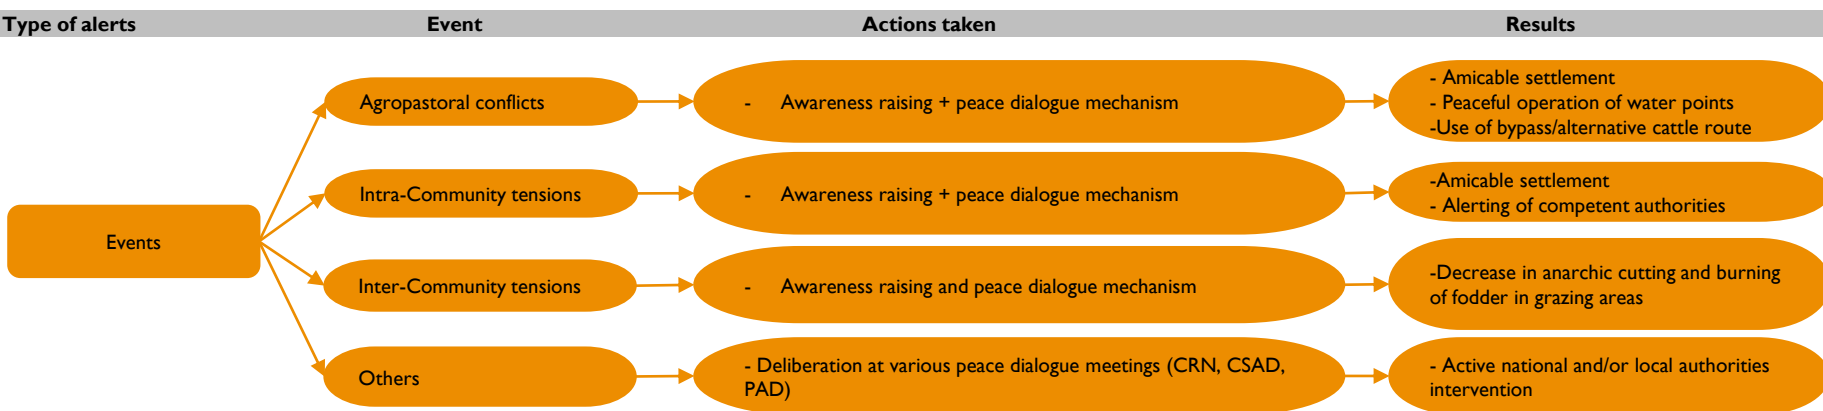 Type of alerts Event Actions taken Results
Events
Agropastoral conflicts
- Awareness raising + peace dialogue mechanism
- Amicable settlement
- Peaceful operation of water points
-Use of bypass/alternative cattle route
Intra-Community tensions
- Awareness raising + peace dialogue mechanism
-Amicable settlement
- Alerting of competent authorities
Inter-Community tensions
- Awareness raising and peace dialogue mechanism
-Decrease in anarchic cutting and burning
of fodder in grazing areas
Others
- Deliberation at various peace dialogue meetings (CRN, CSAD,
PAD)
- Active national and/or local authorities
intervention